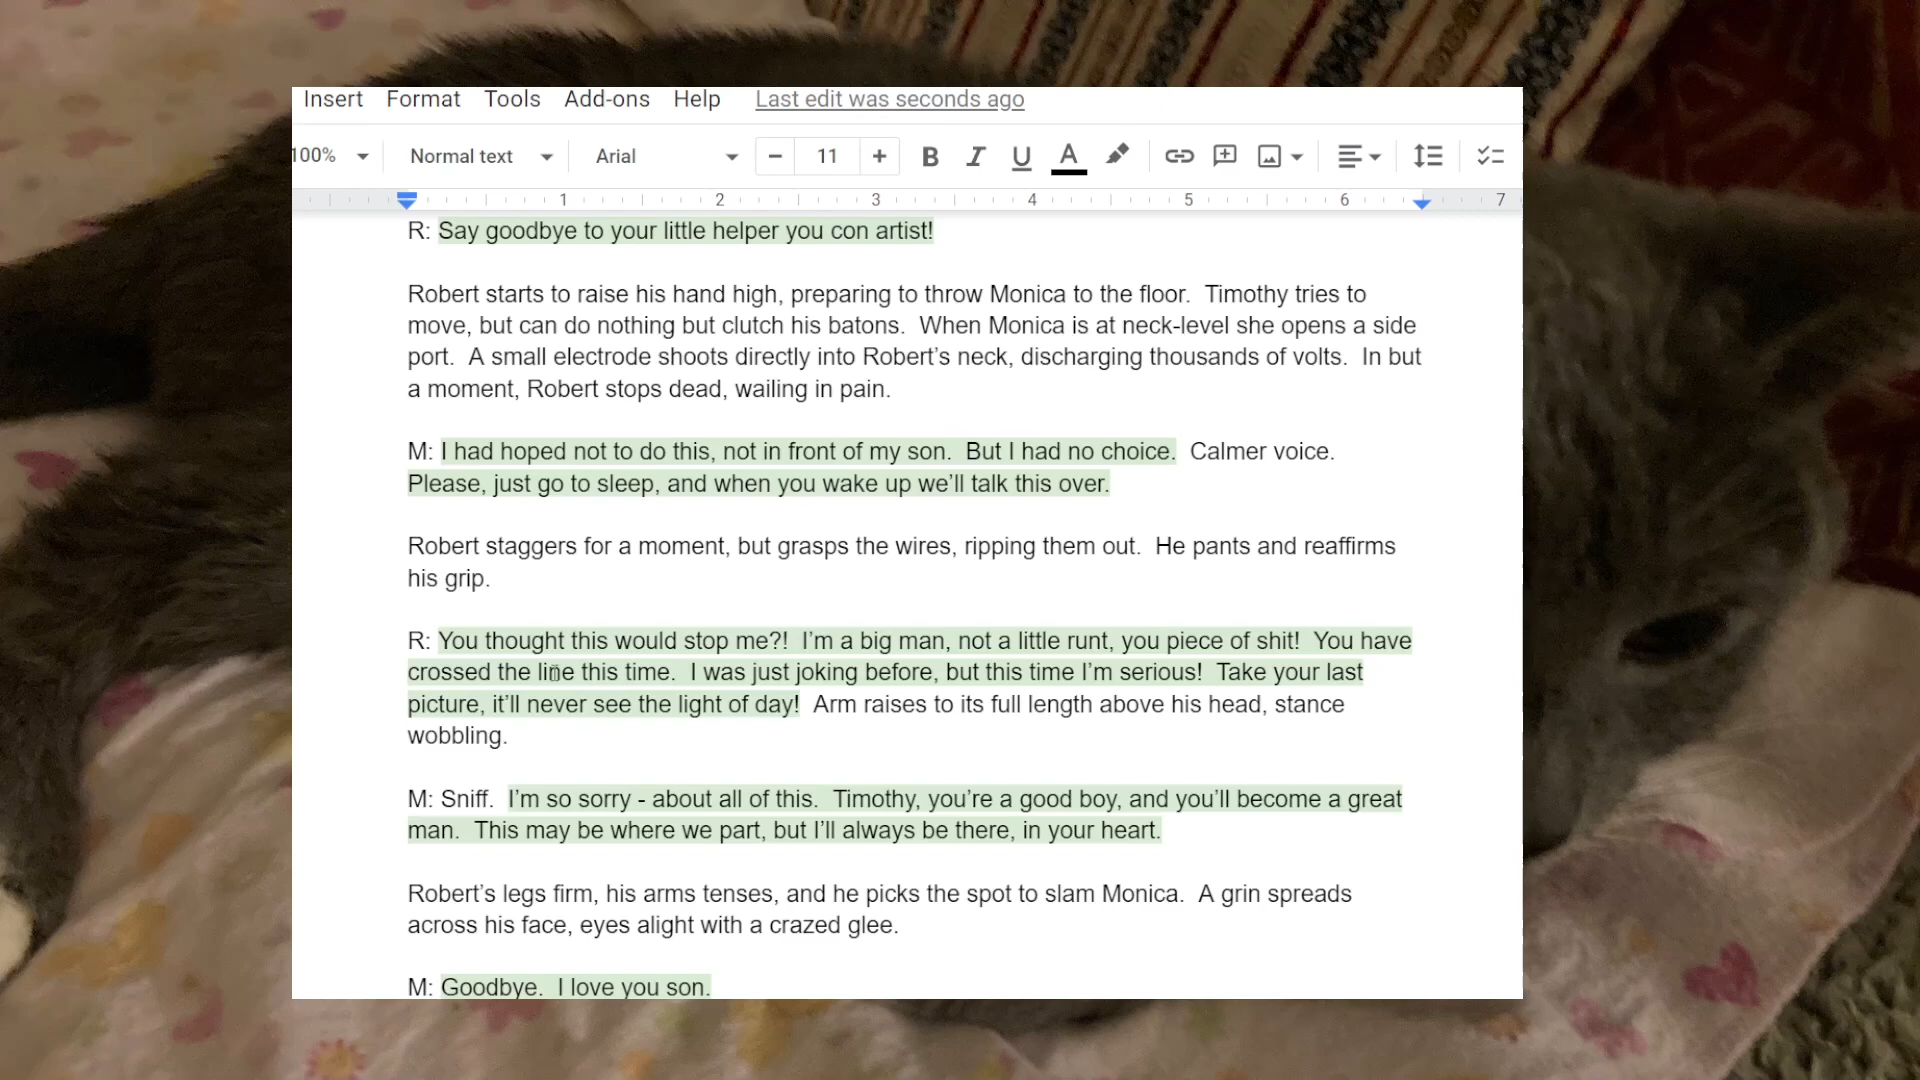 Insert Format Tools Add-ons Help Last edit was seconds ago
100% Normal text Arial 11 B I U A
1 2 3 4 5 6 7
R: Say goodbye to your little helper you con artist!
Robert starts to raise his hand high, preparing to throw Monica to the floor.  Timothy tries to
move, but can do nothing but clutch his batons.  When Monica is at neck-level she opens a side
port.  A small electrode shoots directly into Robert’s neck, discharging thousands of volts.  In but
a moment, Robert stops dead, wailing in pain.
M: I had hoped not to do this, not in front of my son.  But I had no choice.  Calmer voice.
Please, just go to sleep, and when you wake up we’ll talk this over.
Robert staggers for a moment, but grasps the wires, ripping them out.  He pants and reaffirms
his grip.
R: You thought this would stop me?!  I’m a big man, not a little runt, you piece of shit!  You have
crossed the line this time.  I was just joking before, but this time I’m serious!  Take your last
picture, it’ll never see the light of day!  Arm raises to its full length above his head, stance
wobbling.
M: Sniff.  I’m so sorry - about all of this.  Timothy, you’re a good boy, and you’ll become a great
man.  This may be where we part, but I’ll always be there, in your heart.
Robert’s legs firm, his arms tenses, and he picks the spot to slam Monica.  A grin spreads
across his face, eyes alight with a crazed glee.
M: Goodbye.  I love you son.